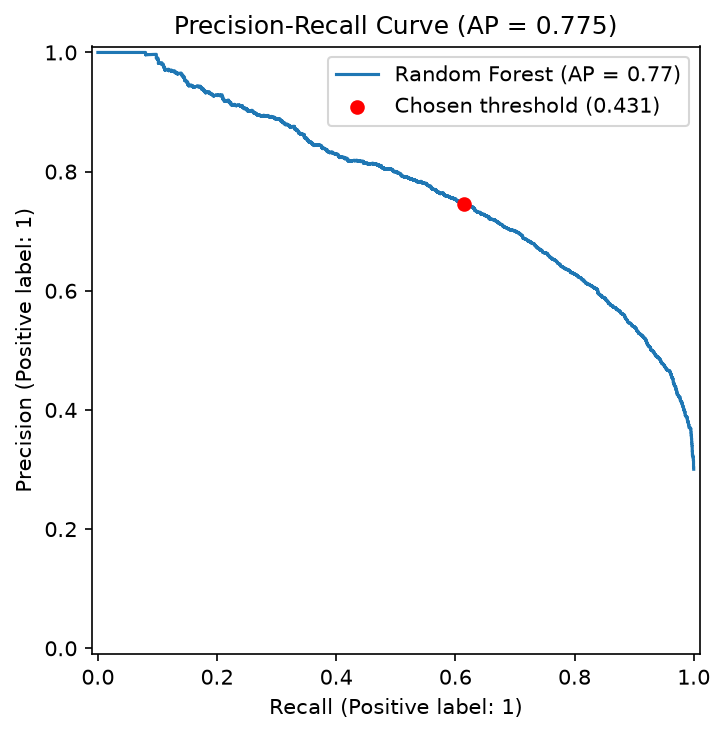 Precision-Recall Curve (AP = 0.775)
Random Forest (AP = 0.77)
Chosen threshold (0.431)
1.0
0.8
0.6
0.4
0.2
0.0
Precision (Positive label: 1)
0.0 0.2 0.4 0.6 0.8 1.0
Recall (Positive label: 1)